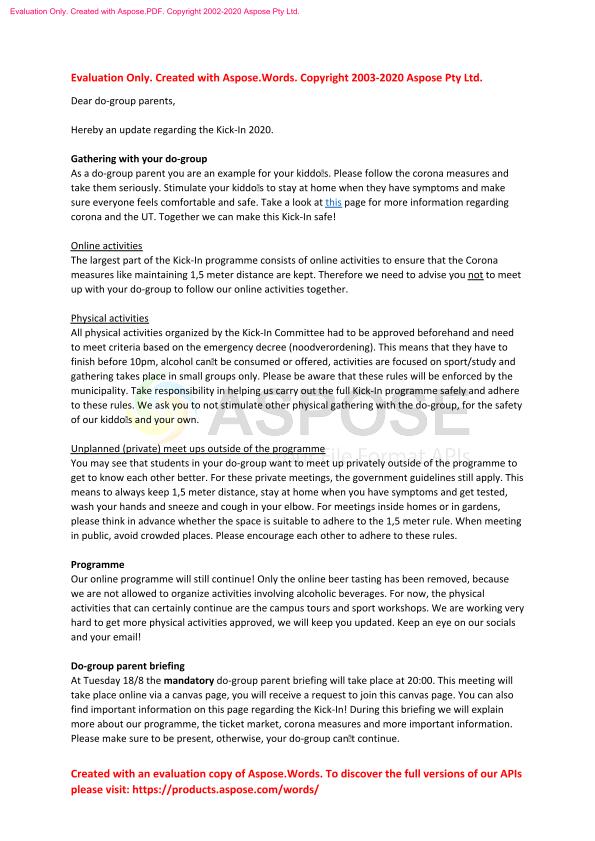 Evaluation Only. Created with Aspose.PDF. Copyright 2002-2020 Aspose Pty Ltd.
Evaluation Only. Created with Aspose.Words. Copyright 2003-2020 Aspose Pty Ltd.
Dear do-group parents,
Hereby an update regarding the Kick-In 2020.
Gathering with your do-group
As a do-group parent you are an example for your kiddo�s. Please follow the corona measures and
take them seriously. Stimulate your kiddo�s to stay at home when they have symptoms and make
sure everyone feels comfortable and safe. Take a look at this page for more information regarding
corona and the UT. Together we can make this Kick-In safe!
Online activities
The largest part of the Kick-In programme consists of online activities to ensure that the Corona
measures like maintaining 1,5 meter distance are kept. Therefore we need to advise you not to meet
up with your do-group to follow our online activities together.
Physical activities
All physical activities organized by the Kick-In Committee had to be approved beforehand and need
to meet criteria based on the emergency decree (noodverordening). This means that they have to
finish before 10pm, alcohol can�t be consumed or offered, activities are focused on sport/study and
gathering takes place in small groups only. Please be aware that these rules will be enforced by the
municipality. Take responsibility in helping us carry out the full Kick-In programme safely and adhere
to these rules. We ask you to not stimulate other physical gathering with the do-group, for the safety
of our kiddo�s and your own.
ASPOSE
File Format APIs
Unplanned (private) meet ups outside of the programme
You may see that students in your do-group want to meet up privately outside of the programme to
get to know each other better. For these private meetings, the government guidelines still apply. This
means to always keep 1,5 meter distance, stay at home when you have symptoms and get tested,
wash your hands and sneeze and cough in your elbow. For meetings inside homes or in gardens,
please think in advance whether the space is suitable to adhere to the 1,5 meter rule. When meeting
in public, avoid crowded places. Please encourage each other to adhere to these rules.
Programme
Our online programme will still continue! Only the online beer tasting has been removed, because
we are not allowed to organize activities involving alcoholic beverages. For now, the physical
activities that can certainly continue are the campus tours and sport workshops. We are working very
hard to get more physical activities approved, we will keep you updated. Keep an eye on our socials
and your email!
Do-group parent briefing
At Tuesday 18/8 the mandatory do-group parent briefing will take place at 20:00. This meeting will
take place online via a canvas page, you will receive a request to join this canvas page. You can also
find important information on this page regarding the Kick-In! During this briefing we will explain
more about our programme, the ticket market, corona measures and more important information.
Please make sure to be present, otherwise, your do-group can�t continue.
Created with an evaluation copy of Aspose.Words. To discover the full versions of our APIs
please visit: https://products.aspose.com/words/